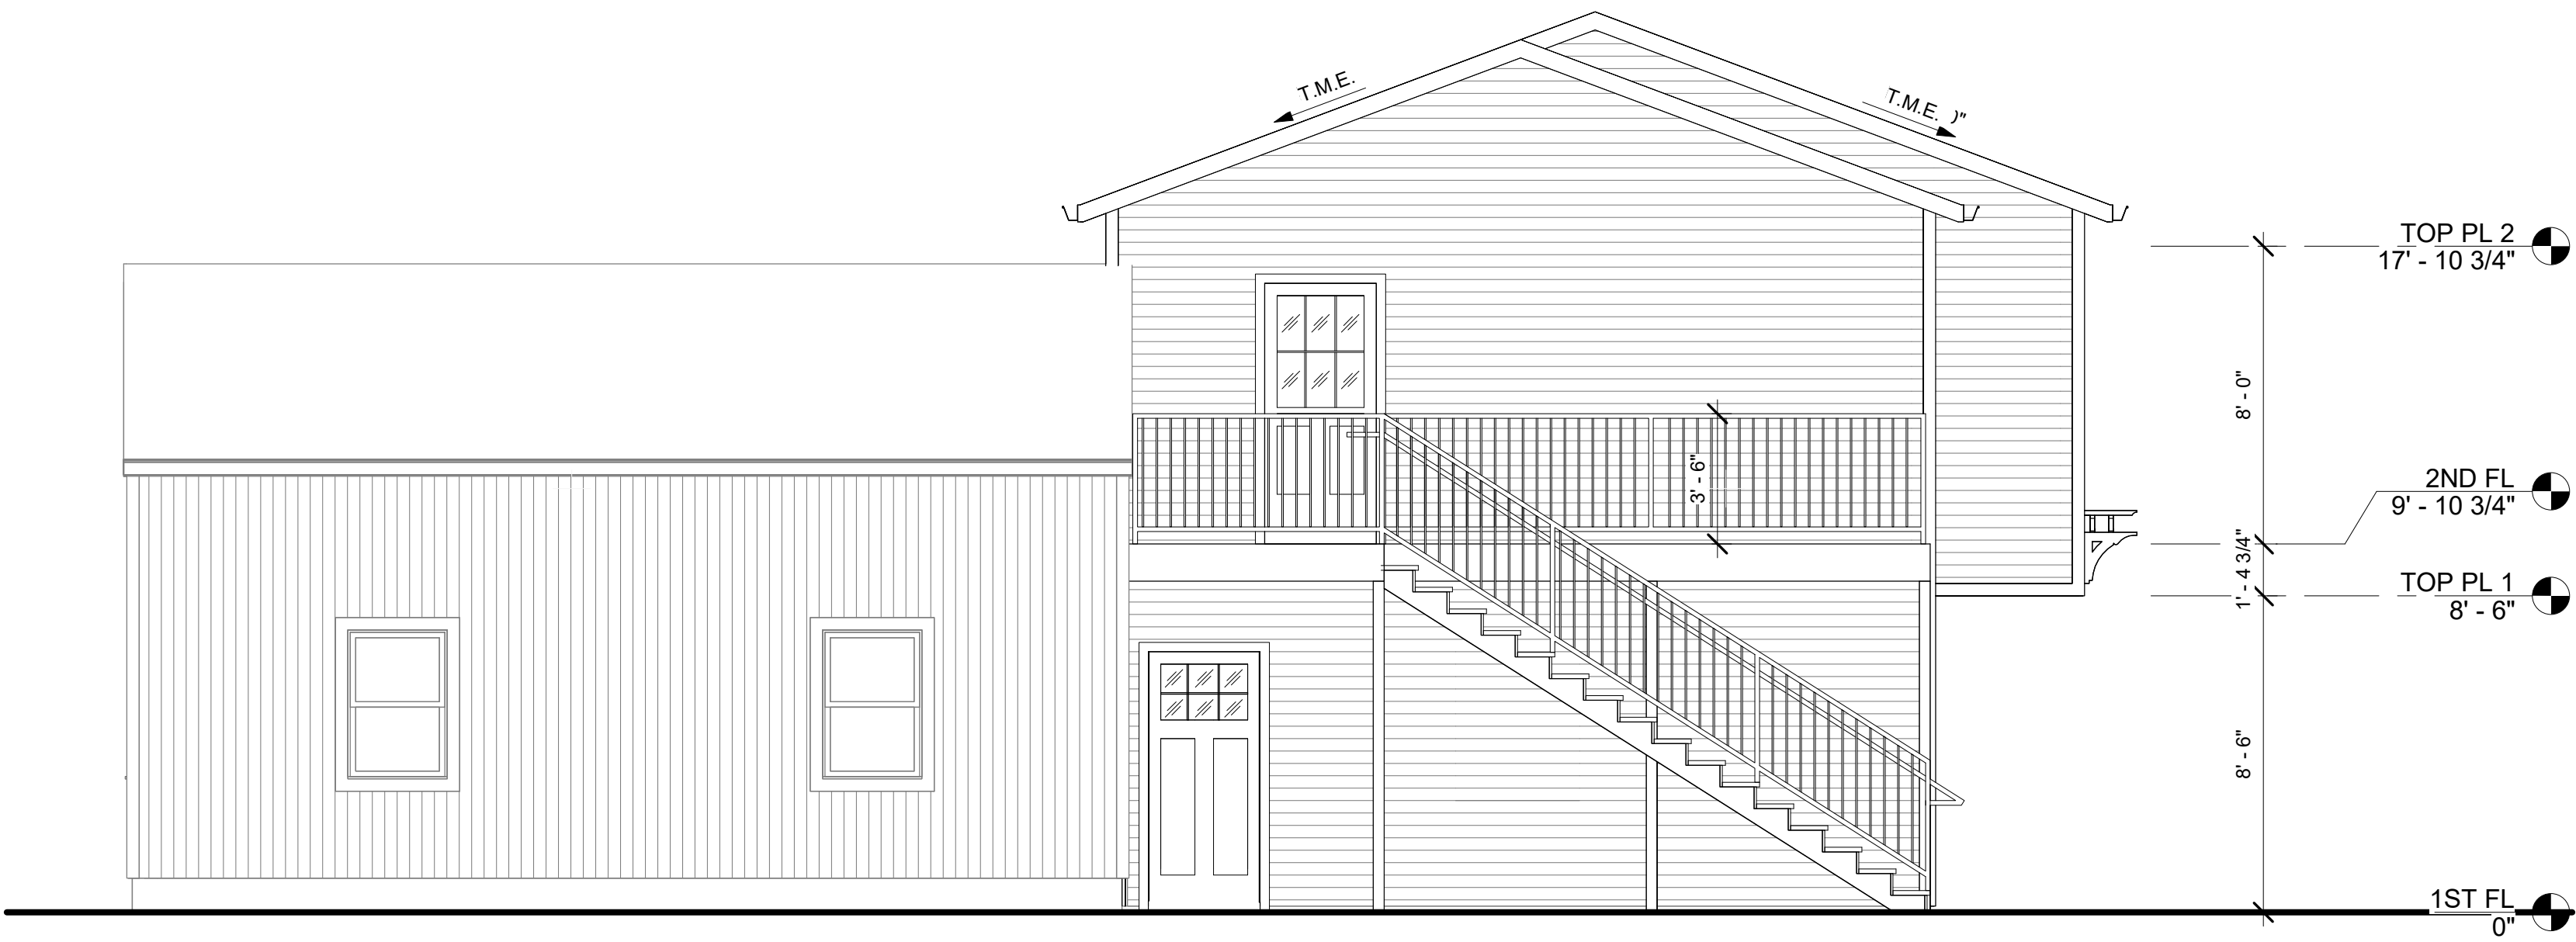 T.M.E.
T.M.E. )"
TOP PL 2
17' - 10 3/4"
8' - 0"
3' - 6"
2ND FL
9' - 10 3/4"
1' - 4 3/4"
TOP PL 1
8' - 6"
8' - 6"
1ST FL
0"